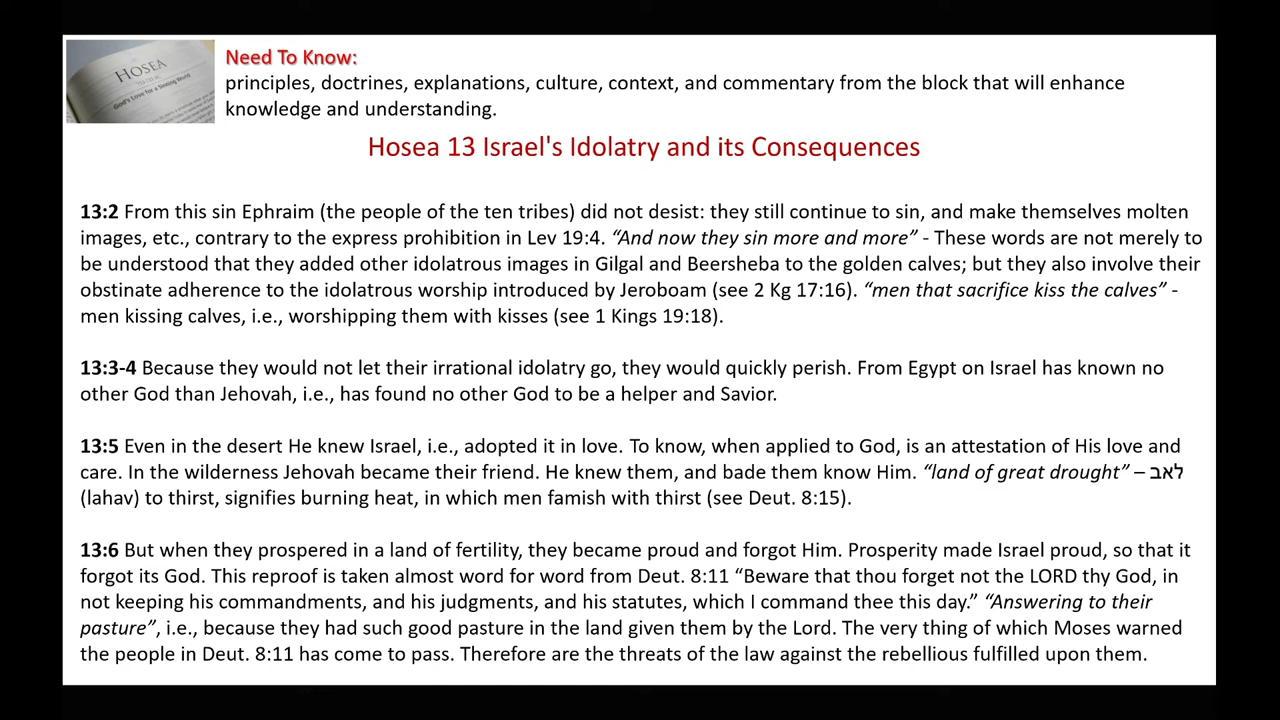 HOSEA
God's Love for a Sinning World
Need To Know:
principles, doctrines, explanations, culture, context, and commentary from the block that will enhance
knowledge and understanding.
Hosea 13 Israel's Idolatry and its Consequences
13:2 From this sin Ephraim (the people of the ten tribes) did not desist: they still continue to sin, and make themselves molten
images, etc., contrary to the express prohibition in Lev 19:4. “And now they sin more and more” - These words are not merely to
be understood that they added other idolatrous images in Gilgal and Beersheba to the golden calves; but they also involve their
obstinate adherence to the idolatrous worship introduced by Jeroboam (see 2 Kg 17:16). “men that sacrifice kiss the calves” -
men kissing calves, i.e., worshipping them with kisses (see 1 Kings 19:18).
13:3-4 Because they would not let their irrational idolatry go, they would quickly perish. From Egypt on Israel has known no
other God than Jehovah, i.e., has found no other God to be a helper and Savior.
13:5 Even in the desert He knew Israel, i.e., adopted it in love. To know, when applied to God, is an attestation of His love and
care. In the wilderness Jehovah became their friend. He knew them, and bade them know Him. “land of great drought” – לאב
(lahav) to thirst, signifies burning heat, in which men famish with thirst (see Deut. 8:15).
13:6 But when they prospered in a land of fertility, they became proud and forgot Him. Prosperity made Israel proud, so that it
forgot its God. This reproof is taken almost word for word from Deut. 8:11 “Beware that thou forget not the LORD thy God, in
not keeping his commandments, and his judgments, and his statutes, which I command thee this day.” “Answering to their
pasture”, i.e., because they had such good pasture in the land given them by the Lord. The very thing of which Moses warned
the people in Deut. 8:11 has come to pass. Therefore are the threats of the law against the rebellious fulfilled upon them.